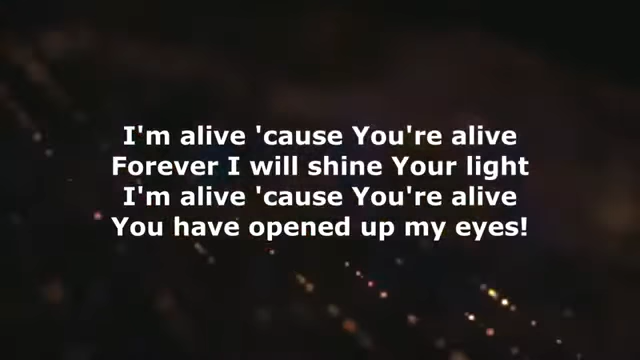 I'm alive 'cause You're alive
Forever I will shine Your light
I'm alive 'cause You're alive
You have opened up my eyes!